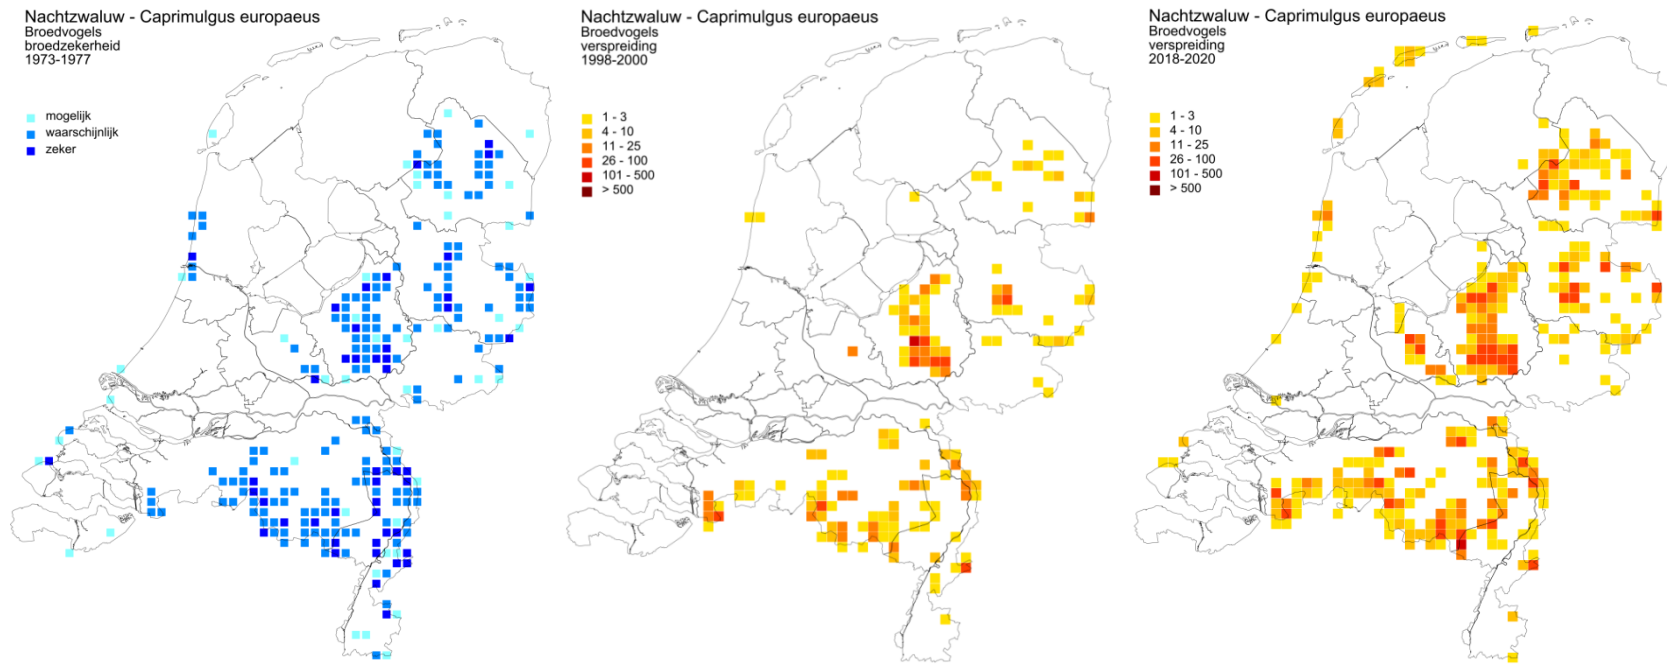 Nachtzwaluw - Caprimulgus europaeus
Broedvogels
broedzekerheid
1973-1977
mogelijk
waarschijnlijk
zeker
Nachtzwaluw - Caprimulgus europaeus
Broedvogels
verspreiding
1998-2000
1 - 3
4 - 10
11 - 25
26 - 100
101 - 500
> 500
Nachtzwaluw - Caprimulgus europaeus
Broedvogels
verspreiding
2018-2020
1 - 3
4 - 10
11 - 25
26 - 100
101 - 500
> 500